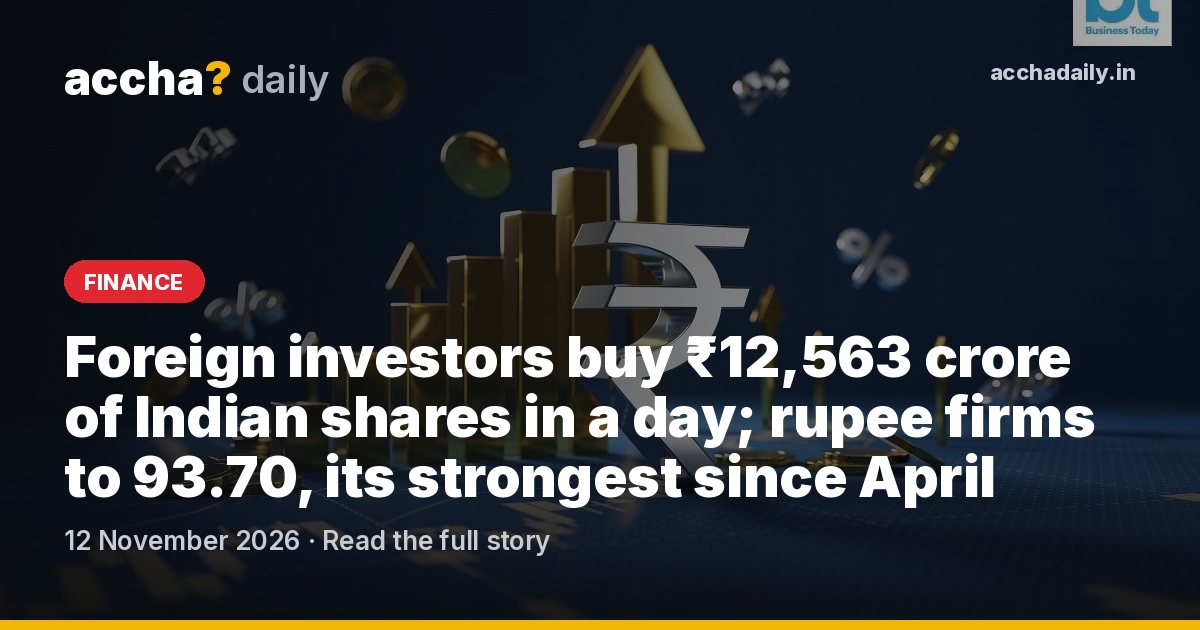 bt
Business Today
accha? daily
acchadaily.in
FINANCE
Foreign investors buy ₹12,563 crore
of Indian shares in a day; rupee firms
to 93.70, its strongest since April
12 November 2026 · Read the full story